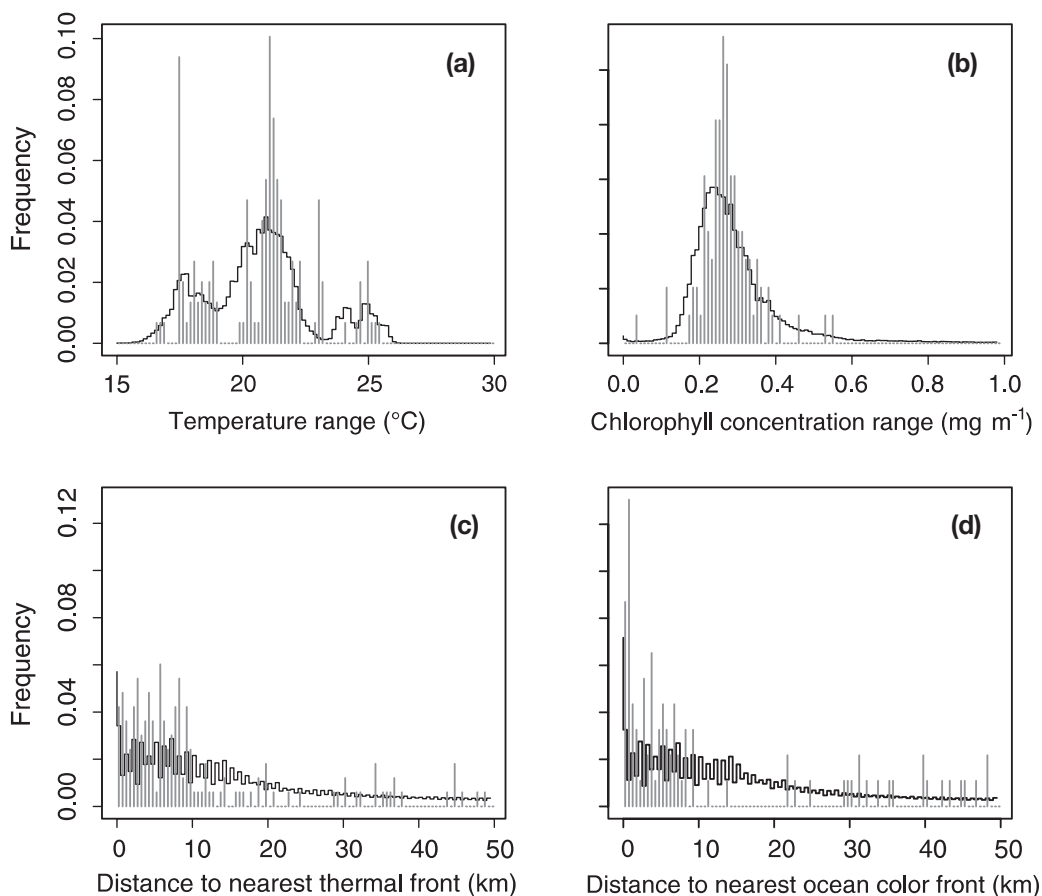 (a)
Frequency
0.00 0.02 0.04 0.06 0.08 0.10
15 20 25 30
Temperature range (°C)
(b)
0.0 0.2 0.4 0.6 0.8 1.0
Chlorophyll concentration range (mg m⁻¹)
(c)
Frequency
0.00 0.04 0.08 0.12
0 10 20 30 40 50
Distance to nearest thermal front (km)
(d)
0 10 20 30 40 50
Distance to nearest ocean color front (km)